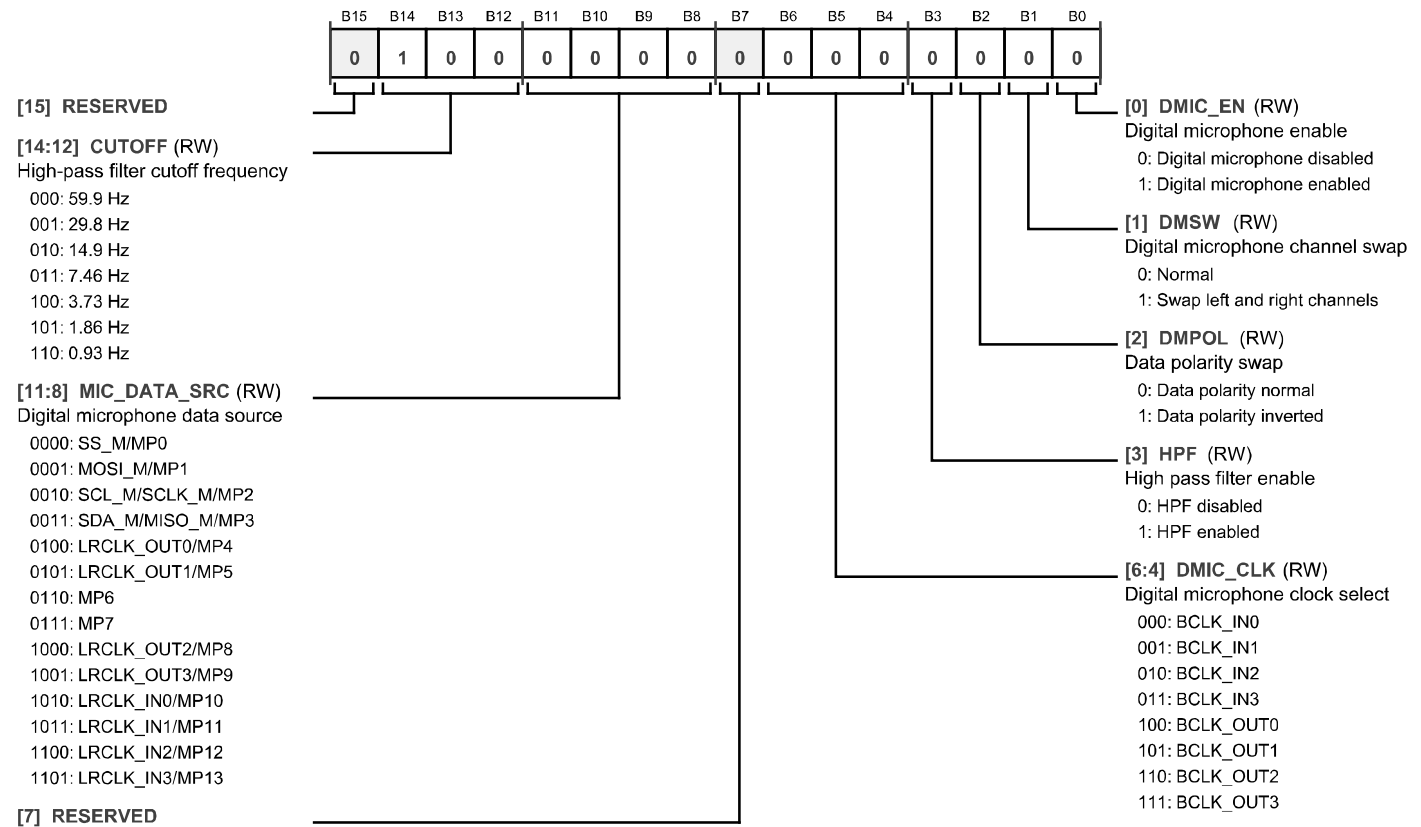 B15 B14 B13 B12 B11 B10 B9 B8 B7 B6 B5 B4 B3 B2 B1 B0
0 1 0 0 0 0 0 0 0 0 0 0 0 0 0 0
[15] RESERVED
[14:12] CUTOFF (RW)
High-pass filter cutoff frequency
000: 59.9 Hz
001: 29.8 Hz
010: 14.9 Hz
011: 7.46 Hz
100: 3.73 Hz
101: 1.86 Hz
110: 0.93 Hz
[11:8] MIC_DATA_SRC (RW)
Digital microphone data source
0000: SS_M/MP0
0001: MOSI_M/MP1
0010: SCL_M/SCLK_M/MP2
0011: SDA_M/MISO_M/MP3
0100: LRCLK_OUT0/MP4
0101: LRCLK_OUT1/MP5
0110: MP6
0111: MP7
1000: LRCLK_OUT2/MP8
1001: LRCLK_OUT3/MP9
1010: LRCLK_IN0/MP10
1011: LRCLK_IN1/MP11
1100: LRCLK_IN2/MP12
1101: LRCLK_IN3/MP13
[7] RESERVED
[0] DMIC_EN (RW)
Digital microphone enable
0: Digital microphone disabled
1: Digital microphone enabled
[1] DMSW (RW)
Digital microphone channel swap
0: Normal
1: Swap left and right channels
[2] DMPOL (RW)
Data polarity swap
0: Data polarity normal
1: Data polarity inverted
[3] HPF (RW)
High pass filter enable
0: HPF disabled
1: HPF enabled
[6:4] DMIC_CLK (RW)
Digital microphone clock select
000: BCLK_IN0
001: BCLK_IN1
010: BCLK_IN2
011: BCLK_IN3
100: BCLK_OUT0
101: BCLK_OUT1
110: BCLK_OUT2
111: BCLK_OUT3